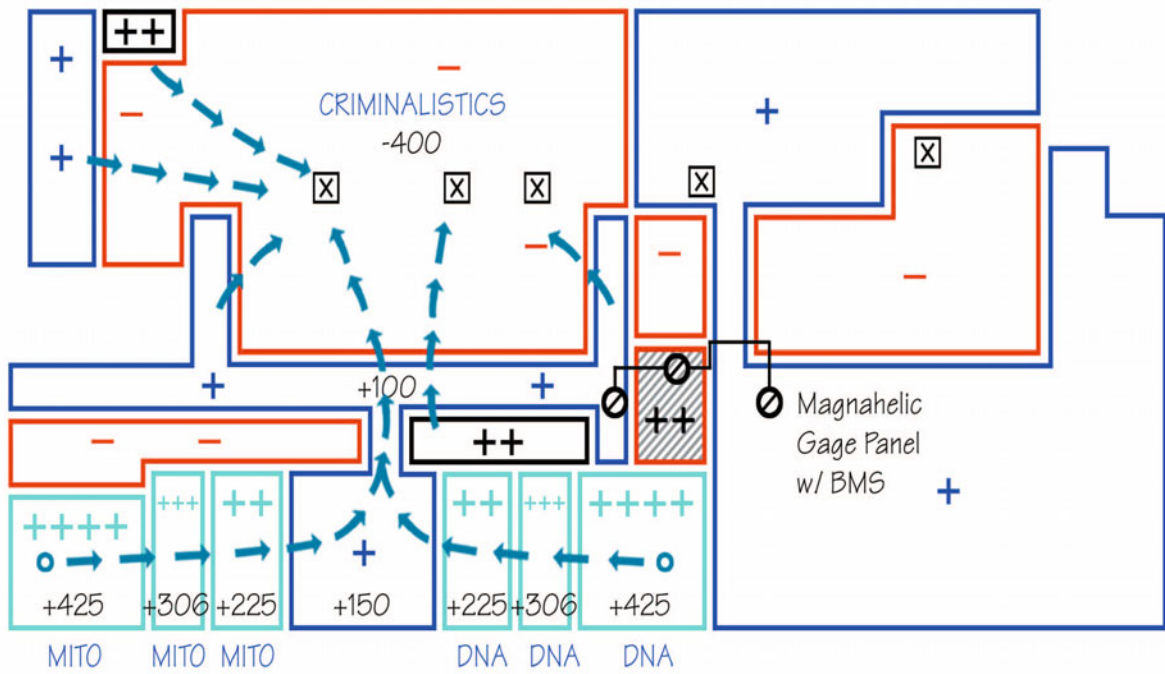 ++
+
+
−
−
CRIMINALISTICS
-400
X
X
X
−
+
X
X
−
−
+
+100
+
−
−
++
++
Magnahelic
Gage Panel
w/ BMS
+
++++
+++
++
+
++
+++
++++
+425
+306
+225
+150
+225
+306
+425
MITO
MITO
MITO
DNA
DNA
DNA